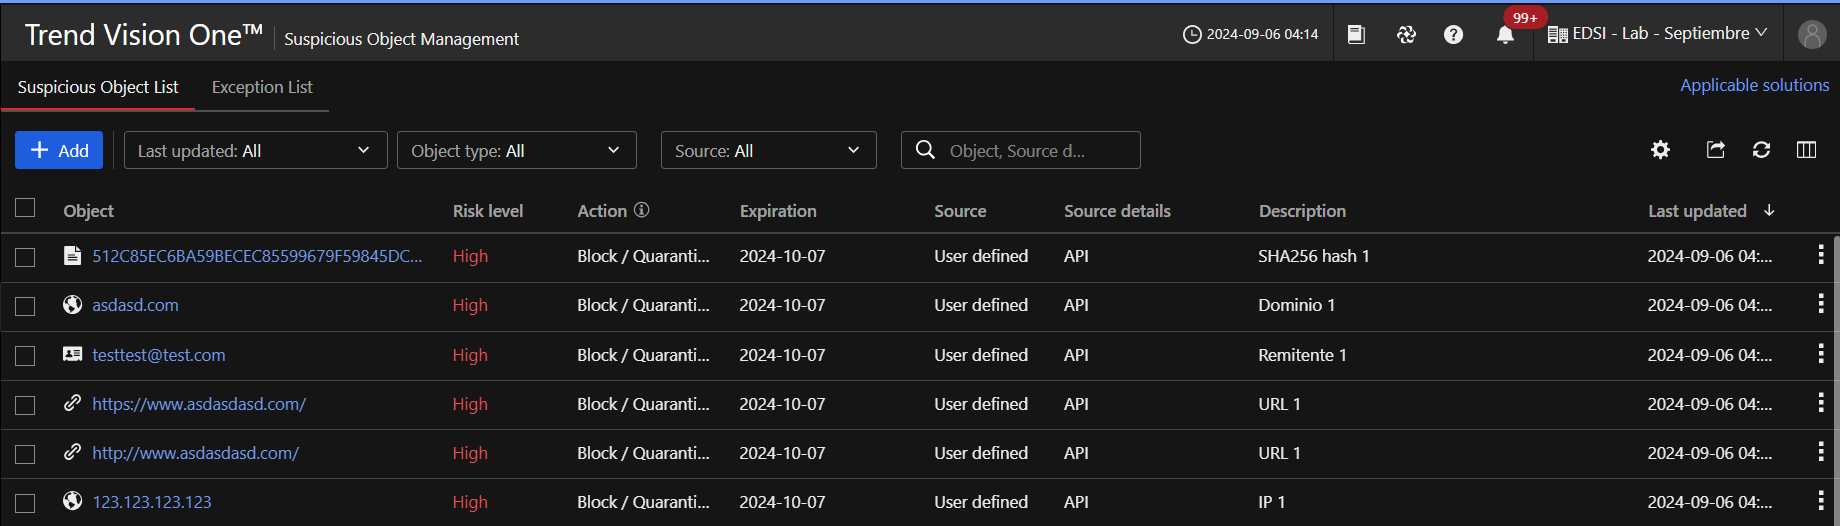 Trend Vision One™ | Suspicious Object Management
2024-09-06 04:14
99+
EDSI - Lab - Septiembre
Suspicious Object List
Exception List
Applicable solutions
+ Add
Last updated: All
Object type: All
Source: All
Object, Source d...
Object Risk level Action Expiration Source Source details Description Last updated
512C85EC6BA59BECEC85599679F59845DC... High Block / Quaranti... 2024-10-07 User defined API SHA256 hash 1 2024-09-06 04:...
asdasd.com High Block / Quaranti... 2024-10-07 User defined API Dominio 1 2024-09-06 04:...
testtest@test.com High Block / Quaranti... 2024-10-07 User defined API Remitente 1 2024-09-06 04:...
https://www.asdasdasd.com/ High Block / Quaranti... 2024-10-07 User defined API URL 1 2024-09-06 04:...
http://www.asdasdasd.com/ High Block / Quaranti... 2024-10-07 User defined API URL 1 2024-09-06 04:...
123.123.123.123 High Block / Quaranti... 2024-10-07 User defined API IP 1 2024-09-06 04:...